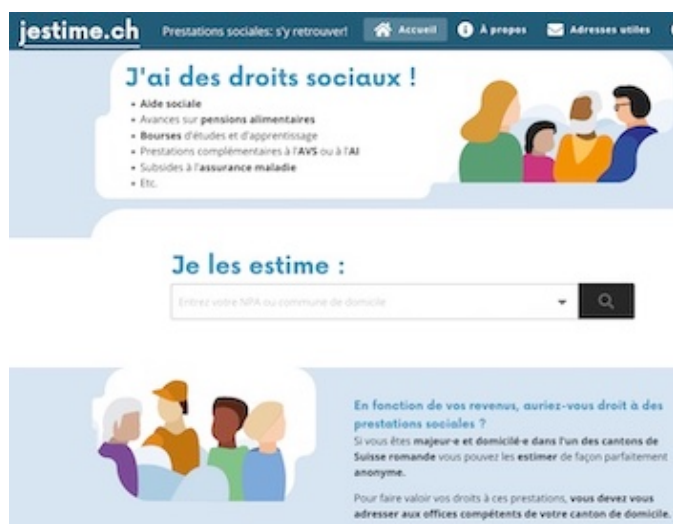 jestime.ch Prestations sociales: s'y retrouver! Accueil À propos Adresses utiles
J'ai des droits sociaux !
• Aide sociale
• Avances sur pensions alimentaires
• Bourses d'études et d'apprentissage
• Prestations complémentaires à l'AVS ou à l'AI
• Subsides à l'assurance maladie
• Etc.
Je les estime :
Entrez votre NPA ou commune de domicile
En fonction de vos revenus, auriez-vous droit à des
prestations sociales ?
Si vous êtes majeur·e et domicilié·e dans l'un des cantons de
Suisse romande vous pouvez les estimer de façon parfaitement
anonyme.
Pour faire valoir vos droits à ces prestations, vous devez vous
adresser aux offices compétents de votre canton de domicile.